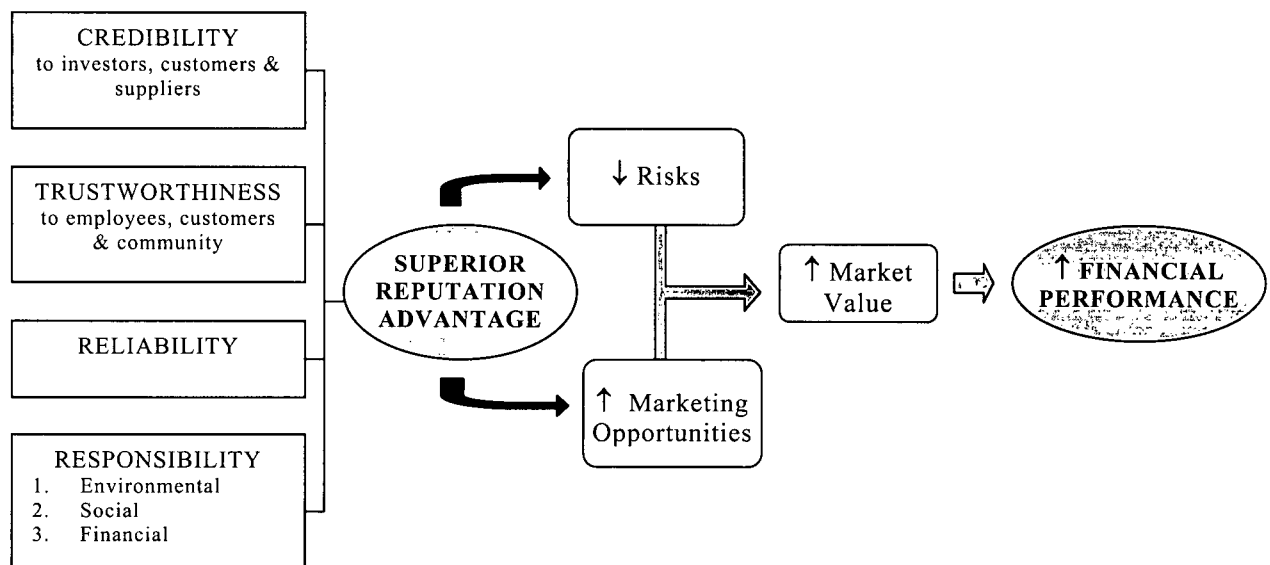 CREDIBILITY
to investors, customers &
suppliers
TRUSTWORTHINESS
to employees, customers
& community
RELIABILITY
RESPONSIBILITY
1. Environmental
2. Social
3. Financial
SUPERIOR
REPUTATION
ADVANTAGE
↓ Risks
↑ Marketing
Opportunities
↑ Market
Value
↑ FINANCIAL
PERFORMANCE